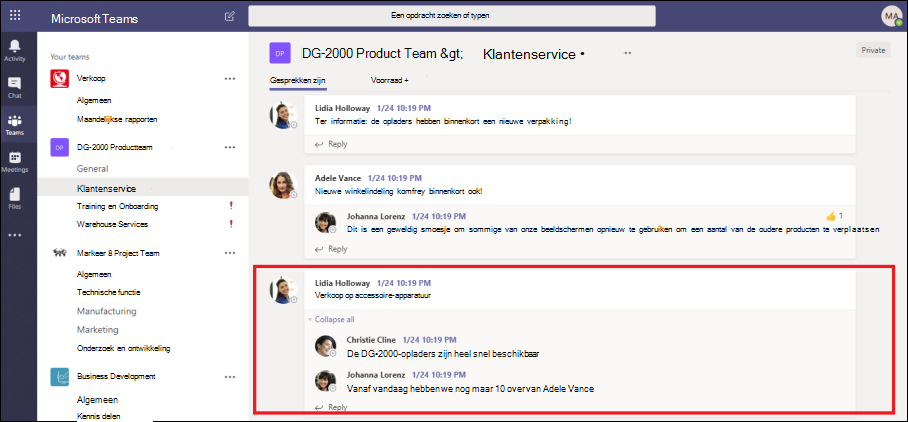 Microsoft Teams
Een opdracht zoeken of typen
MA
Activity
Chat
Teams
Meetings
Files
Your teams
Verkoop
Algemeen
Maandelijkse rapporten
DP
DG-2000 Productteam
General
Klantenservice
Training en Onboarding
!
Warehouse Services
!
Markeer 8 Project Team
Algemeen
Technische functie
Manufacturing
Marketing
Onderzoek en ontwikkeling
Business Development
Algemeen
Kennis delen
DP
DG-2000 Product Team &gt; Klantenservice •
Private
Gesprekken zijn
Voorraad +
Lidia Holloway 1/24 10:19 PM
Ter informatie: de opladers hebben binnenkort een nieuwe verpakking!
Reply
Adele Vance 1/24 10:19 PM
Nieuwe winkelindeling komfrey binnenkort ook!
Johanna Lorenz 1/24 10:19 PM
1
Dit is een geweldig smoesje om sommige van onze beeldschermen opnieuw te gebruiken om een aantal van de oudere producten te verplaatsen
Reply
Lidia Holloway 1/24 10:19 PM
Verkoop op accessoire-apparatuur
Collapse all
Christie Cline 1/24 10:19 PM
De DG-2000-opladers zijn heel snel beschikbaar
Johanna Lorenz 1/24 10:19 PM
Vanaf vandaag hebben we nog maar 10 over van Adele Vance
Reply